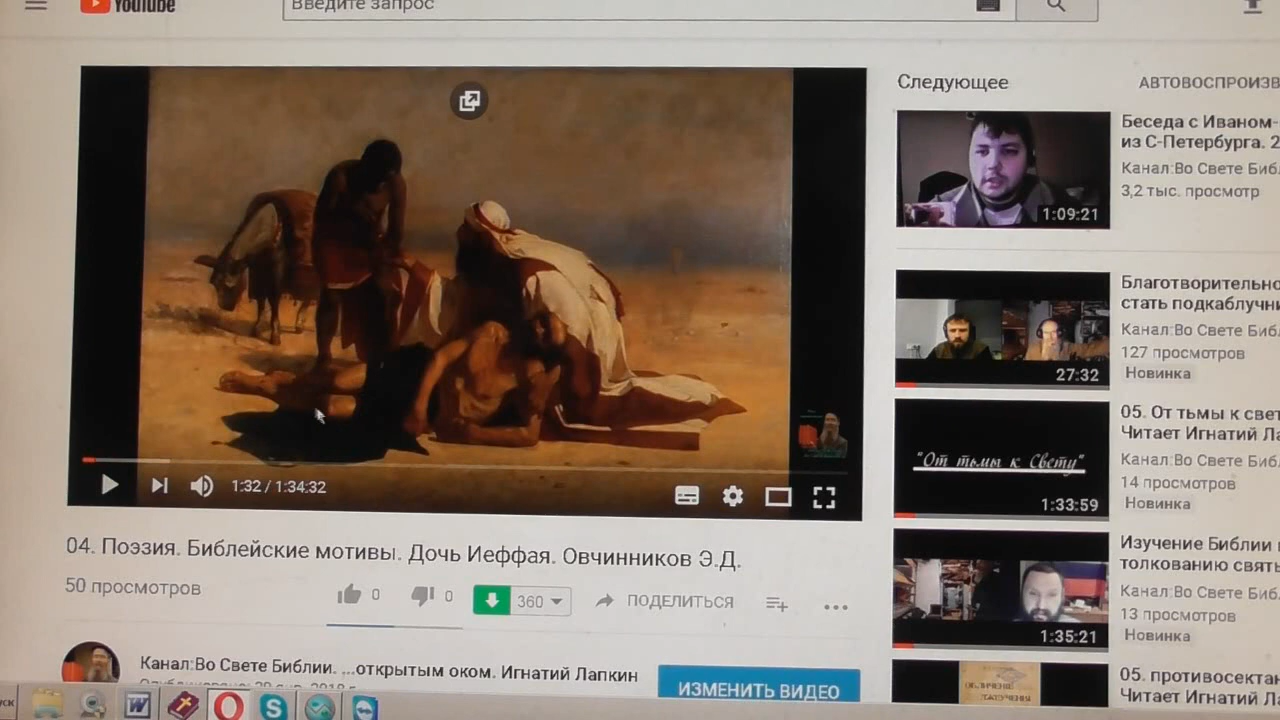 YouTube
Введите запрос
1:32 / 1:34:32
04. Поэзия. Библейские мотивы. Дочь Иеффая. Овчинников Э.Д.
50 просмотров
0
0
360
ПОДЕЛИТЬСЯ
Канал:Во Свете Библии. ...открытым оком. Игнатий Лапкин
ИЗМЕНИТЬ ВИДЕО
Следующее
АВТОВОСПРОИЗВ
1:09:21
Беседа с Иваном-
из С-Петербурга. 2
Канал:Во Свете Библ
3,2 тыс. просмотр
27:32
Благотворительно
стать подкаблучни
Канал:Во Свете Библ
127 просмотров
Новинка
"От тьмы к Свету"
1:33:59
05. От тьмы к свет
Читает Игнатий Ла
Канал:Во Свете Библ
14 просмотров
Новинка
1:35:21
Изучение Библии
толкованию святы
Канал:Во Свете Библ
13 просмотров
Новинка
05. противосектан
Читает Игнатий Ла